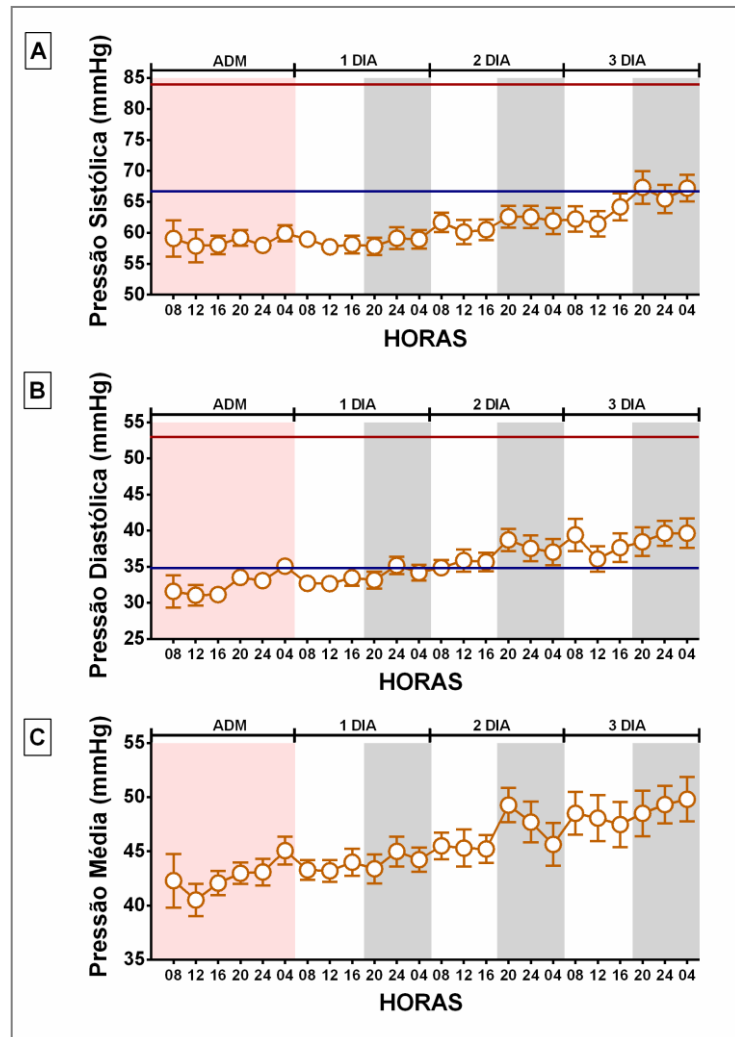 A
ADM 1 DIA 2 DIA 3 DIA
Pressão Sistólica (mmHg)
85
80
75
70
65
60
55
50
08 12 16 20 24 04 08 12 16 20 24 04 08 12 16 20 24 04 08 12 16 20 24 04
HORAS
B
ADM 1 DIA 2 DIA 3 DIA
Pressão Diastólica (mmHg)
55
50
45
40
35
30
25
08 12 16 20 24 04 08 12 16 20 24 04 08 12 16 20 24 04 08 12 16 20 24 04
HORAS
C
ADM 1 DIA 2 DIA 3 DIA
Pressão Média (mmHg)
55
50
45
40
35
08 12 16 20 24 04 08 12 16 20 24 04 08 12 16 20 24 04 08 12 16 20 24 04
HORAS